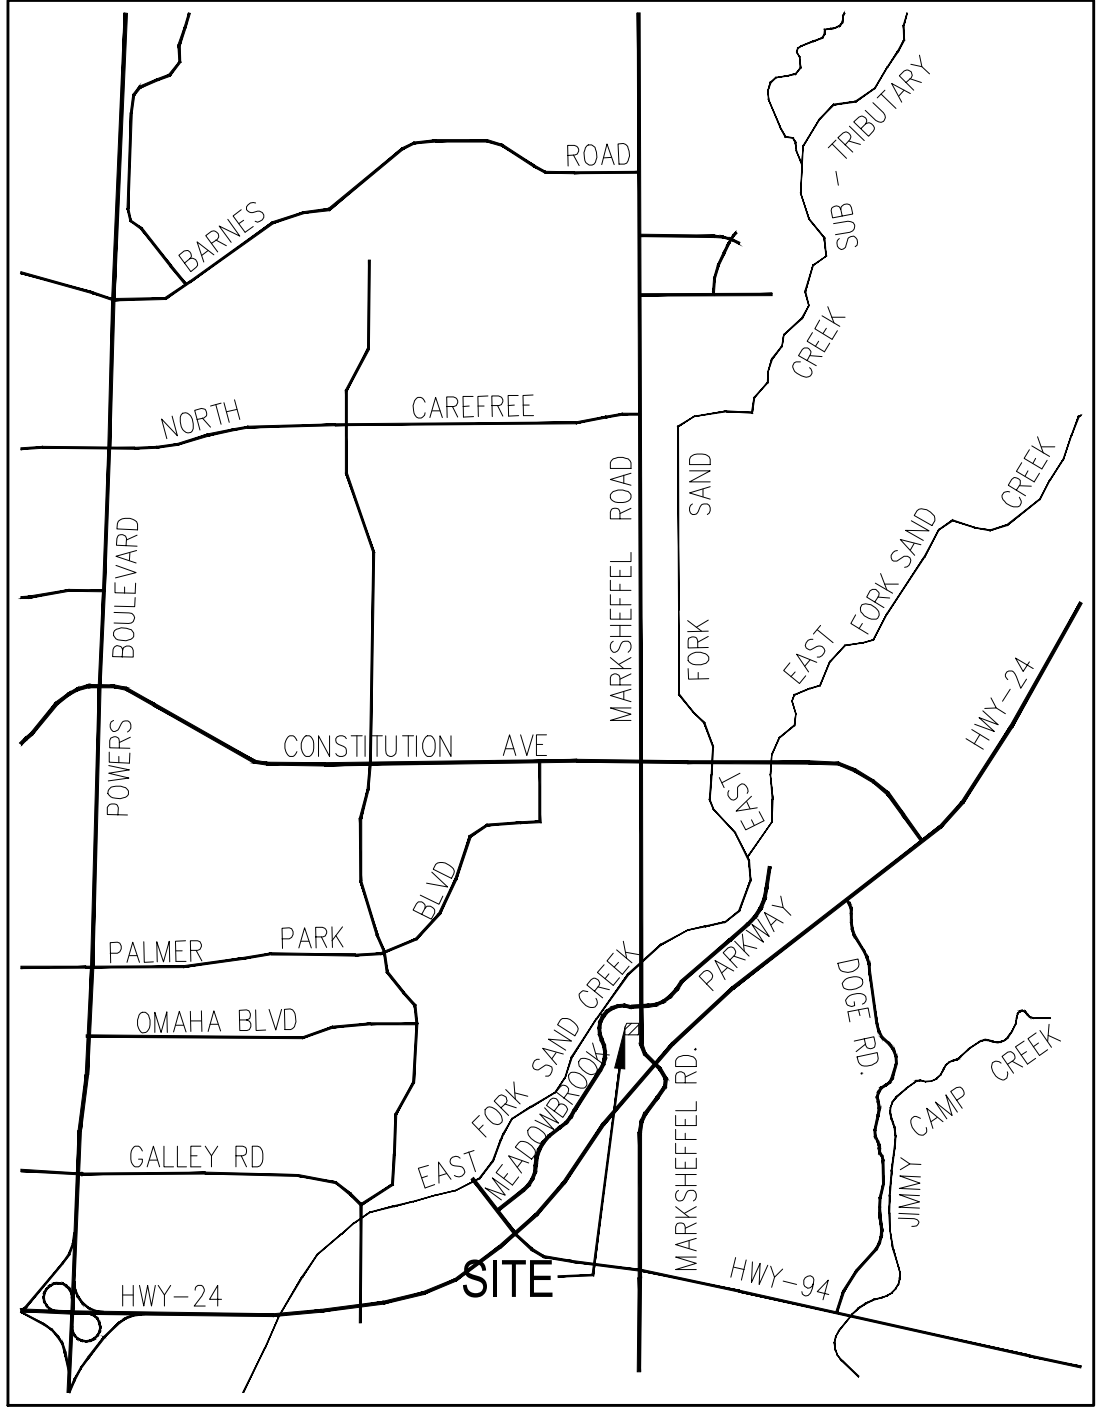 ROAD
BARNES
SUB - TRIBUTARY
CREEK
NORTH CAREFREE
MARKSHEFFEL ROAD
EAST FORK SAND
EAST FORK SAND CREEK
HWY-24
POWERS BOULEVARD
CONSTITUTION AVE
PALMER PARK BLVD
OMAHA BLVD
GALLEY RD
EAST FORK SAND CREEK
MEADOWBROOK PARKWAY
DOGE RD.
JIMMY CAMP CREEK
MARKSHEFFEL RD.
SITE
HWY-94
HWY-24